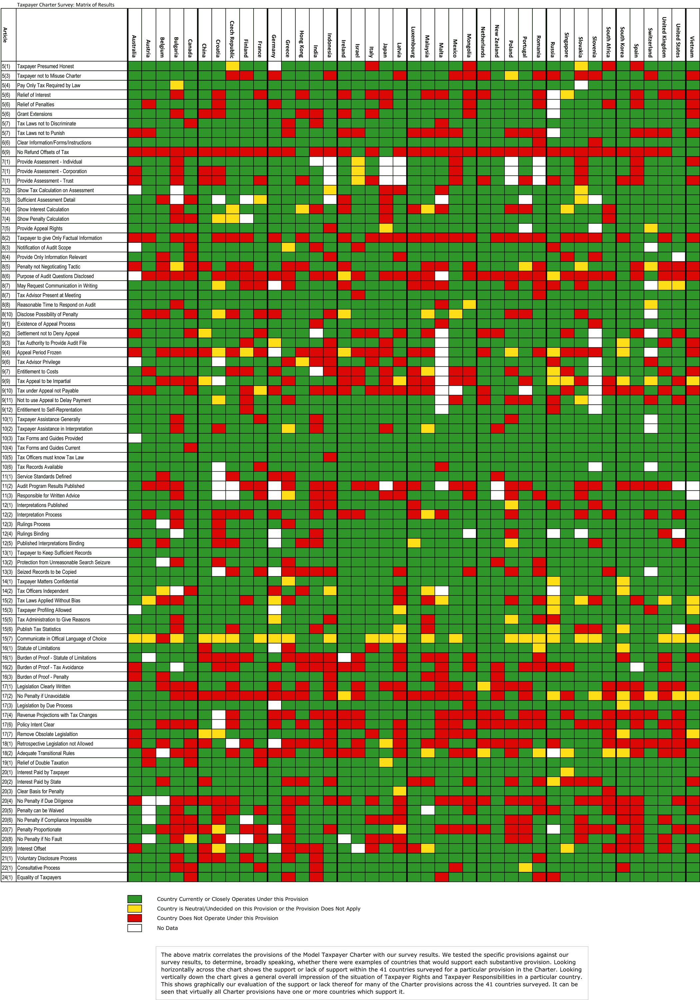 Taxpayer Charter Survey: Matrix of Results
Article
Australia
Austria
Belgium
Bulgaria
Canada
China
Croatia
Czech Republic
Finland
France
Germany
Greece
Hong Kong
India
Indonesia
Ireland
Israel
Italy
Japan
Latvia
Luxembourg
Malaysia
Malta
Mexico
Mongolia
Netherlands
New Zealand
Poland
Portugal
Romania
Russia
Singapore
Slovakia
Slovenia
South Africa
South Korea
Spain
Switzerland
United Kingdom
United States
Vietnam
5(1) Taxpayer Presumed Honest
5(3) Taxpayer not to Misuse Charter
5(4) Pay Only Tax Required by Law
5(6) Relief of Interest
5(6) Relief of Penalties
5(6) Grant Extensions
5(7) Tax Laws not to Discriminate
5(7) Tax Laws not to Punish
6(6) Clear Information/Forms/Instructions
6(9) No Refund Offsets of Tax
7(1) Provide Assessment - Individual
7(1) Provide Assessment - Corporation
7(1) Provide Assessment - Trust
7(2) Show Tax Calculation on Assessment
7(3) Sufficient Assessment Detail
7(4) Show Interest Calculation
7(4) Show Penalty Calculation
7(5) Provide Appeal Rights
8(2) Taxpayer to give Only Factual Information
8(3) Notification of Audit Scope
8(4) Provide Only Information Relevant
8(5) Penalty not Negoticating Tactic
8(6) Purpose of Audit Questions Disclosed
8(7) May Request Communication in Writing
8(7) Tax Advisor Present at Meeting
8(8) Reasonable Time to Respond on Audit
8(10) Disclose Possibility of Penalty
9(1) Existence of Appeal Process
9(2) Settlement not to Deny Appeal
9(3) Tax Authority to Provide Audit File
9(4) Appeal Period Frozen
9(6) Tax Advisor Privilege
9(7) Entitlement to Costs
9(9) Tax Appeal to be Impartial
9(10) Tax under Appeal not Payable
9(11) Not to use Appeal to Delay Payment
9(12) Entitlement to Self-Reprentation
10(1) Taxpayer Assistance Generally
10(2) Taxpayer Assistance in Interpretation
10(3) Tax Forms and Guides Provided
10(4) Tax Forms and Guides Current
10(5) Tax Officers must know Tax Law
10(6) Tax Records Available
11(1) Service Standards Defined
11(2) Audit Program Results Published
11(3) Responsible for Written Advice
12(1) Interpretations Published
12(2) Interpretation Process
12(3) Rulings Process
12(4) Rulings Binding
12(5) Published Interpretations Binding
13(1) Taxpayer to Keep Sufficient Records
13(2) Protection from Unreasonable Search Seizure
13(3) Seized Records to be Copied
14(1) Taxpayer Matters Confidential
14(2) Tax Officers Independent
15(2) Tax Laws Applied Without Bias
15(3) Taxpayer Profiling Allowed
15(5) Tax Administration to Give Reasons
15(6) Publish Tax Statistics
15(7) Communicate in Offical Language of Choice
16(1) Statute of Limitations
16(1) Burden of Proof - Statute of Limitations
16(2) Burden of Proof - Tax Avoidance
16(3) Burden of Proof - Penalty
17(1) Legislation Clearly Written
17(2) No Penalty if Unavoidable
17(3) Legislation by Due Process
17(4) Revenue Projections with Tax Changes
17(6) Policy Intent Clear
17(7) Remove Obsolate Legislaltion
18(1) Retrospective Legislation not Allowed
18(2) Adequate Transitional Rules
19(1) Relief of Double Taxation
20(1) Interest Paid by Taxpayer
20(2) Interest Paid by State
20(3) Clear Basis for Penalty
20(4) No Penalty if Due Diligence
20(5) Penalty can be Waived
20(6) No Penalty if Compliance Impossible
20(7) Penalty Proportionate
20(8) No Penalty if No Fault
20(9) Interest Offset
21(1) Voluntary Disclosure Process
22(1) Consultative Process
24(1) Equality of Taxpayers
Country Currently or Closely Operates Under this Provision
Country is Neutral/Undecided on this Provision or the Provision Does Not Apply
Country Does Not Operate Under this Provision
No Data
The above matrix correlates the provisions of the Model Taxpayer Charter with our survey results. We tested the specific provisions against our
survey results, to determine, broadly speaking, whether there were examples of countries that would support each substantive provision. Looking
horizontally across the chart shows the support or lack of support within the 41 countries surveyed for a particular provision in the Charter. Looking
vertically down the chart gives a general overall impression of the situation of Taxpayer Rights and Taxpayer Responsibilities in a particular country.
This shows graphically our evaluation of the support or lack thereof for many of the Charter provisions across the 41 countries surveyed. It can be
seen that virtually all Charter provisions have one or more countries which support it.